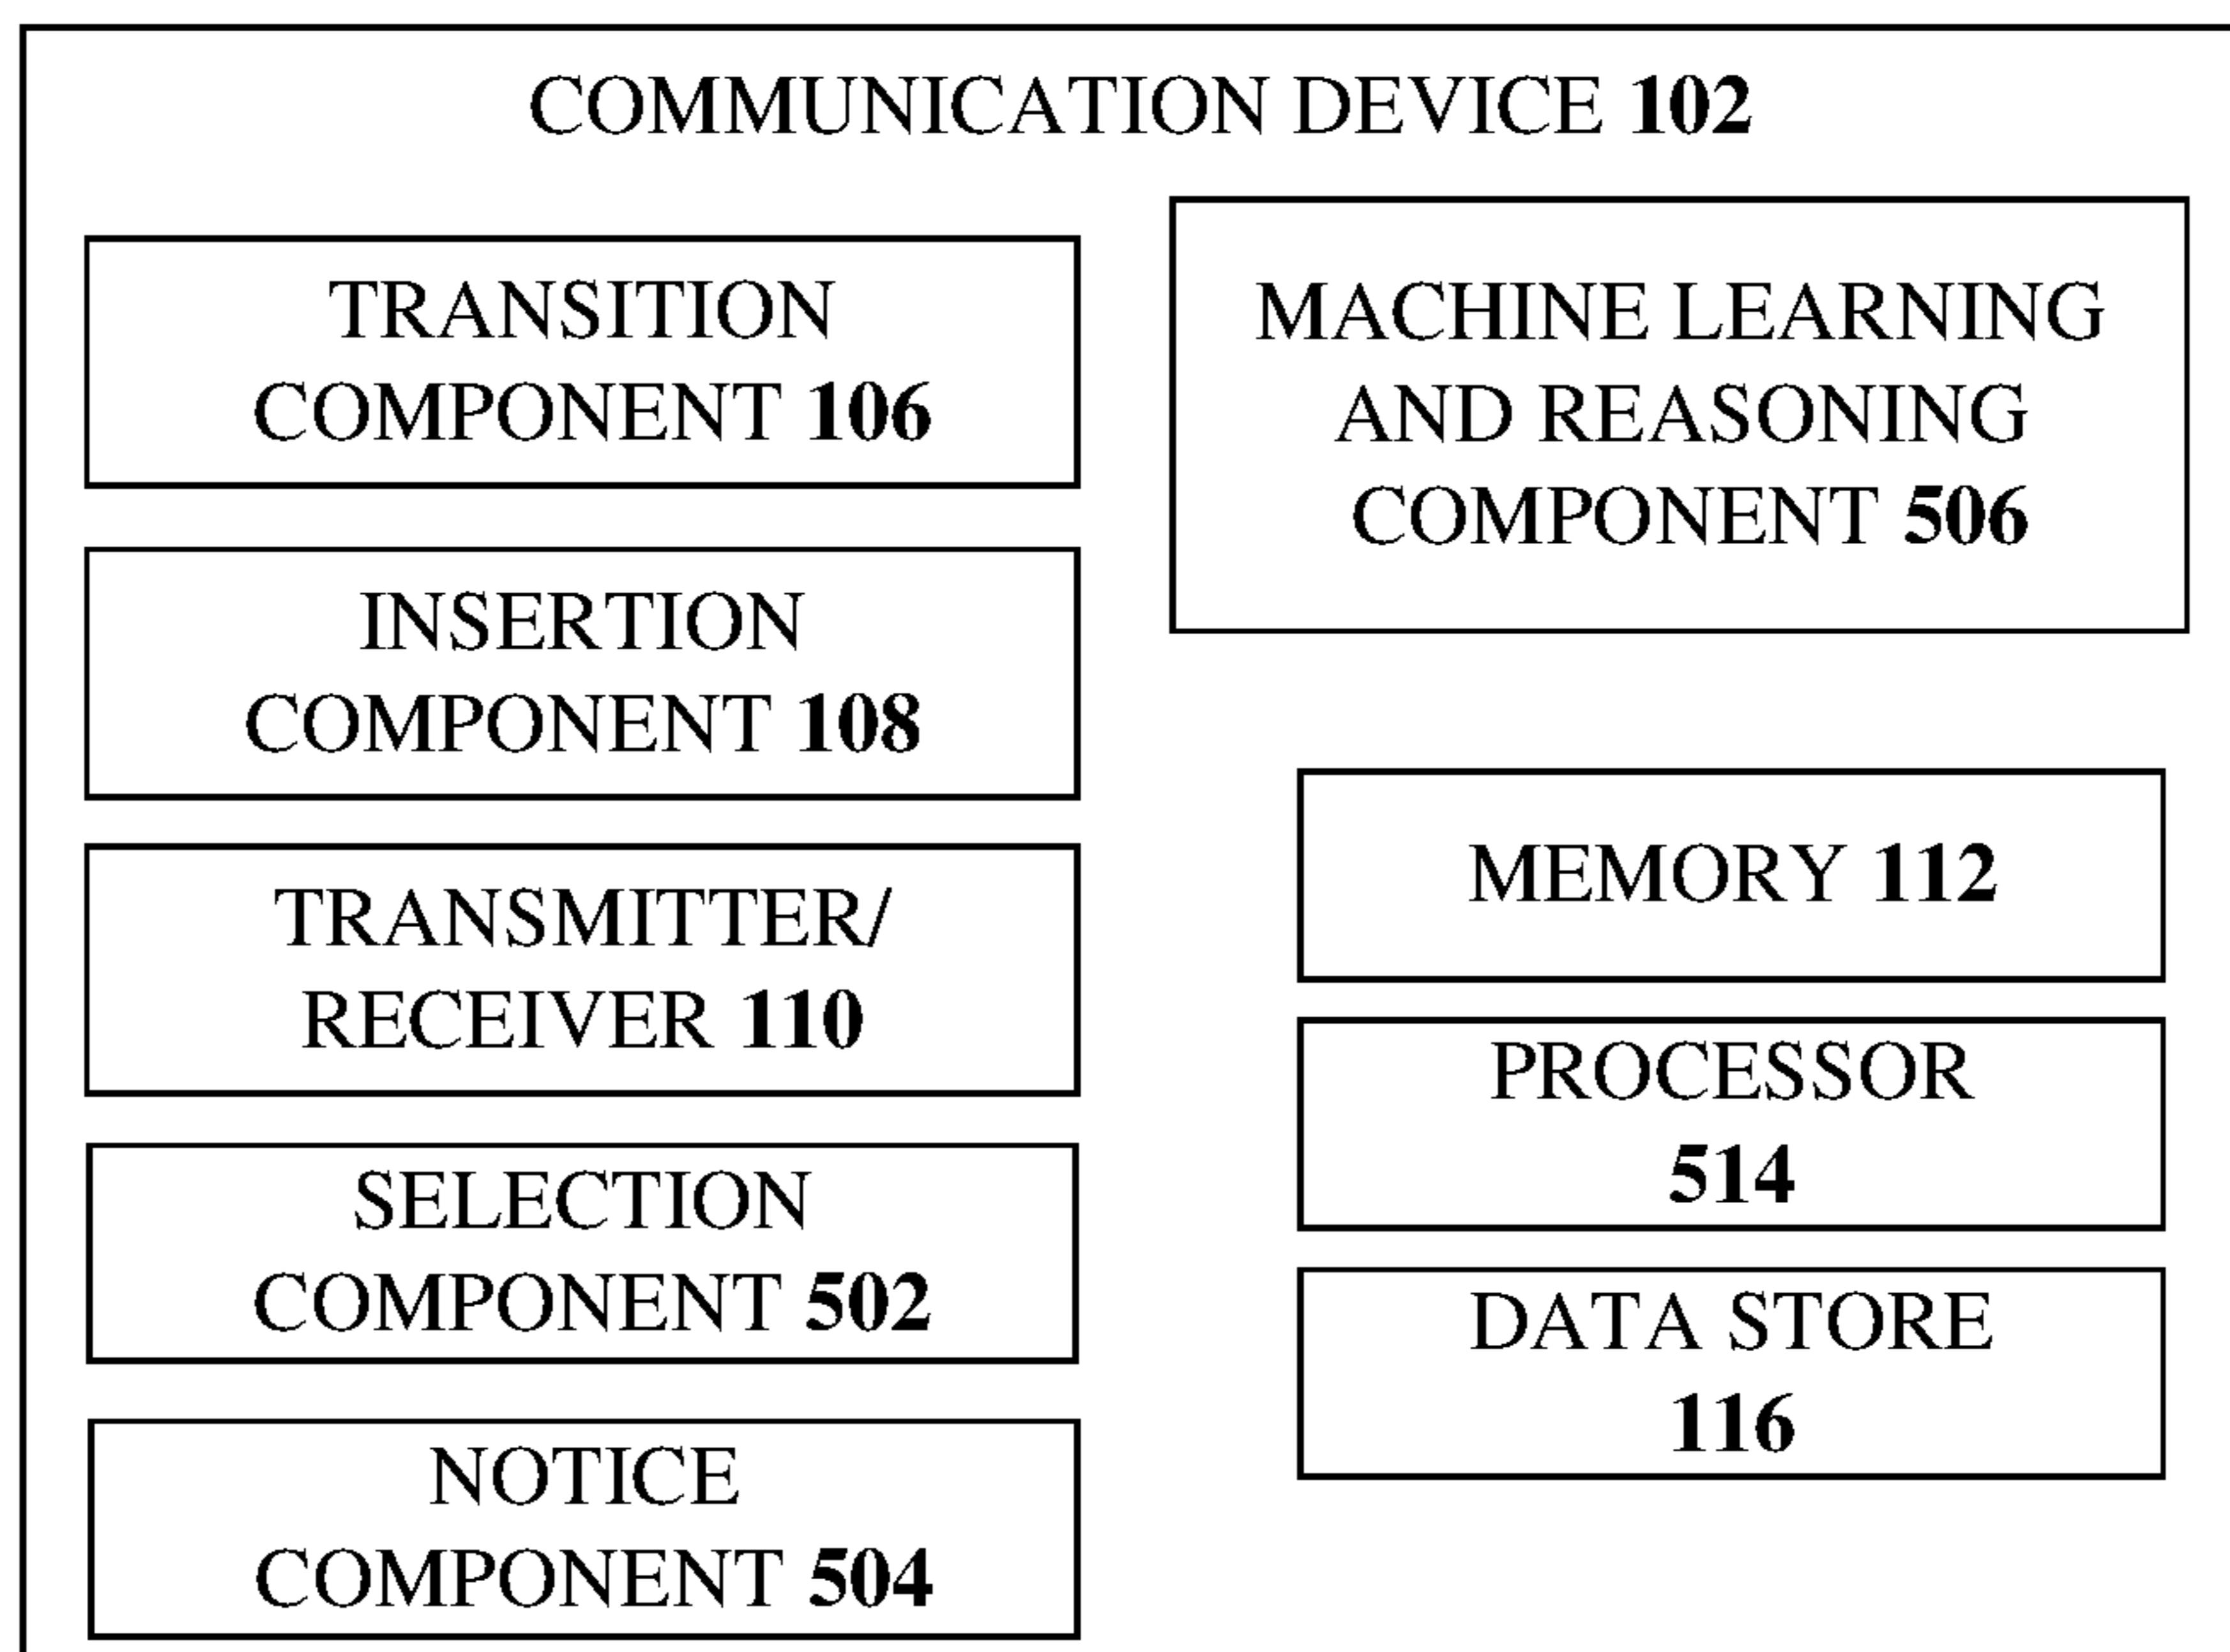 COMMUNICATION DEVICE 102
TRANSITION
COMPONENT 106
INSERTION
COMPONENT 108
TRANSMITTER/
RECEIVER 110
SELECTION
COMPONENT 502
NOTICE
COMPONENT 504
MACHINE LEARNING
AND REASONING
COMPONENT 506
MEMORY 112
PROCESSOR
514
DATA STORE
116